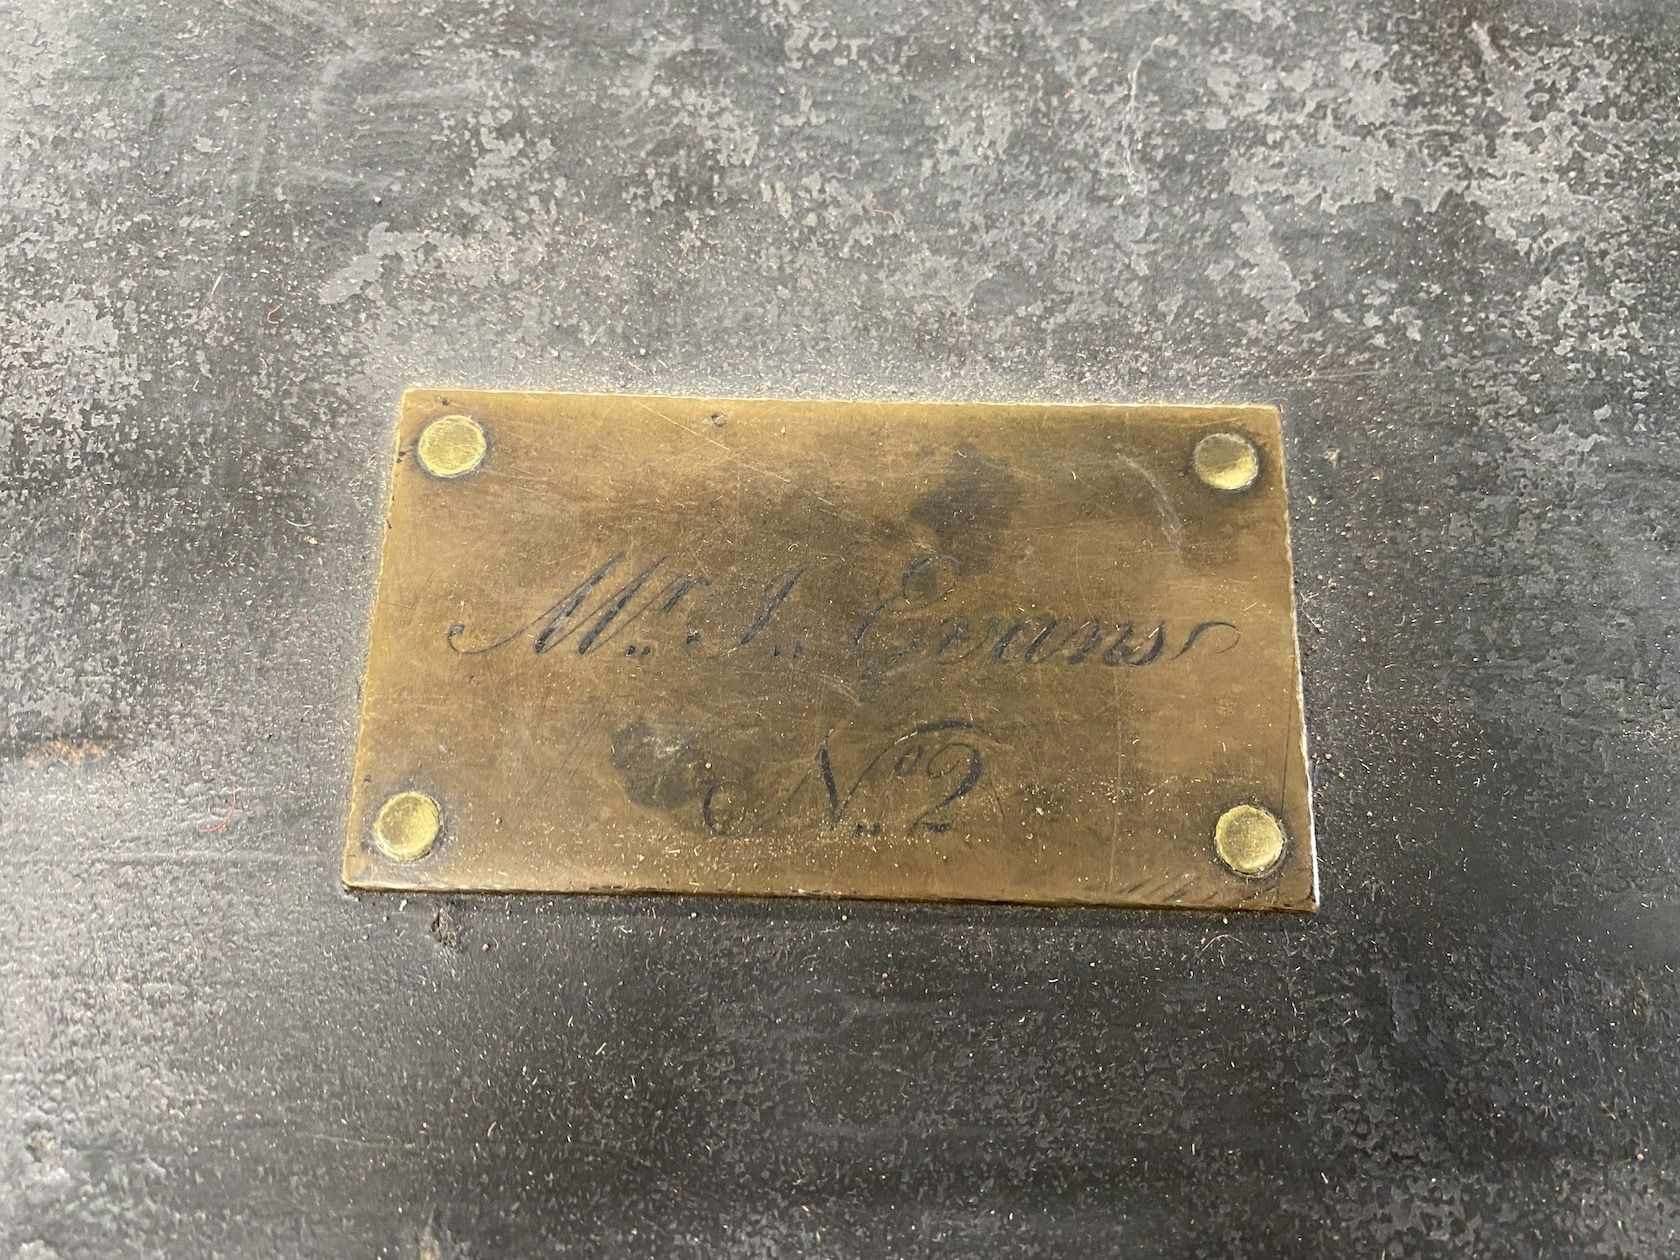 Mr. J. Evans
No. 2